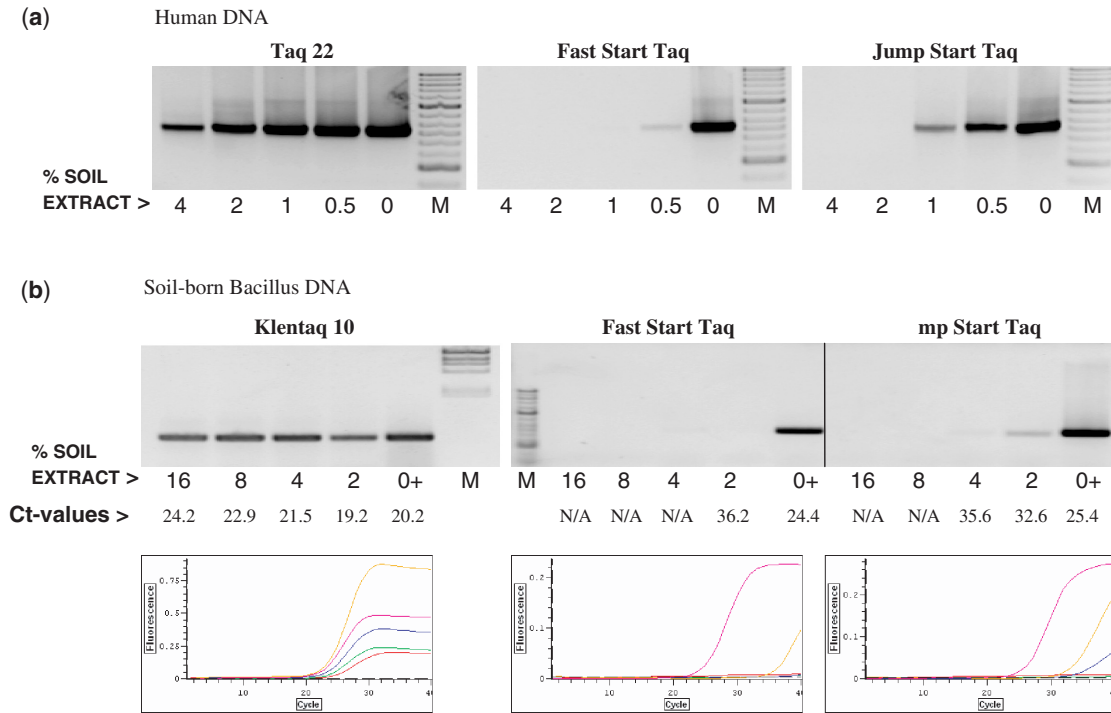 (a) Human DNA
Taq 22 Fast Start Taq Jump Start Taq
% SOIL
EXTRACT > 4 2 1 0.5 0 M 4 2 1 0.5 0 M 4 2 1 0.5 0 M
(b) Soil-born Bacillus DNA
Klentaq 10 Fast Start Taq mp Start Taq
% SOIL
EXTRACT > 16 8 4 2 0+ M M 16 8 4 2 0+ 16 8 4 2 0+
Ct-values > 24.2 22.9 21.5 19.2 20.2 N/A N/A N/A 36.2 24.4 N/A N/A 35.6 32.6 25.4
Fluorescence 0.75 0.5 0.25 0 10 20 30 Cycle
Fluorescence 0.2 0.1 0 10 20 30 40 Cycle
Fluorescence 0.2 0.1 0 10 20 30 Cycle